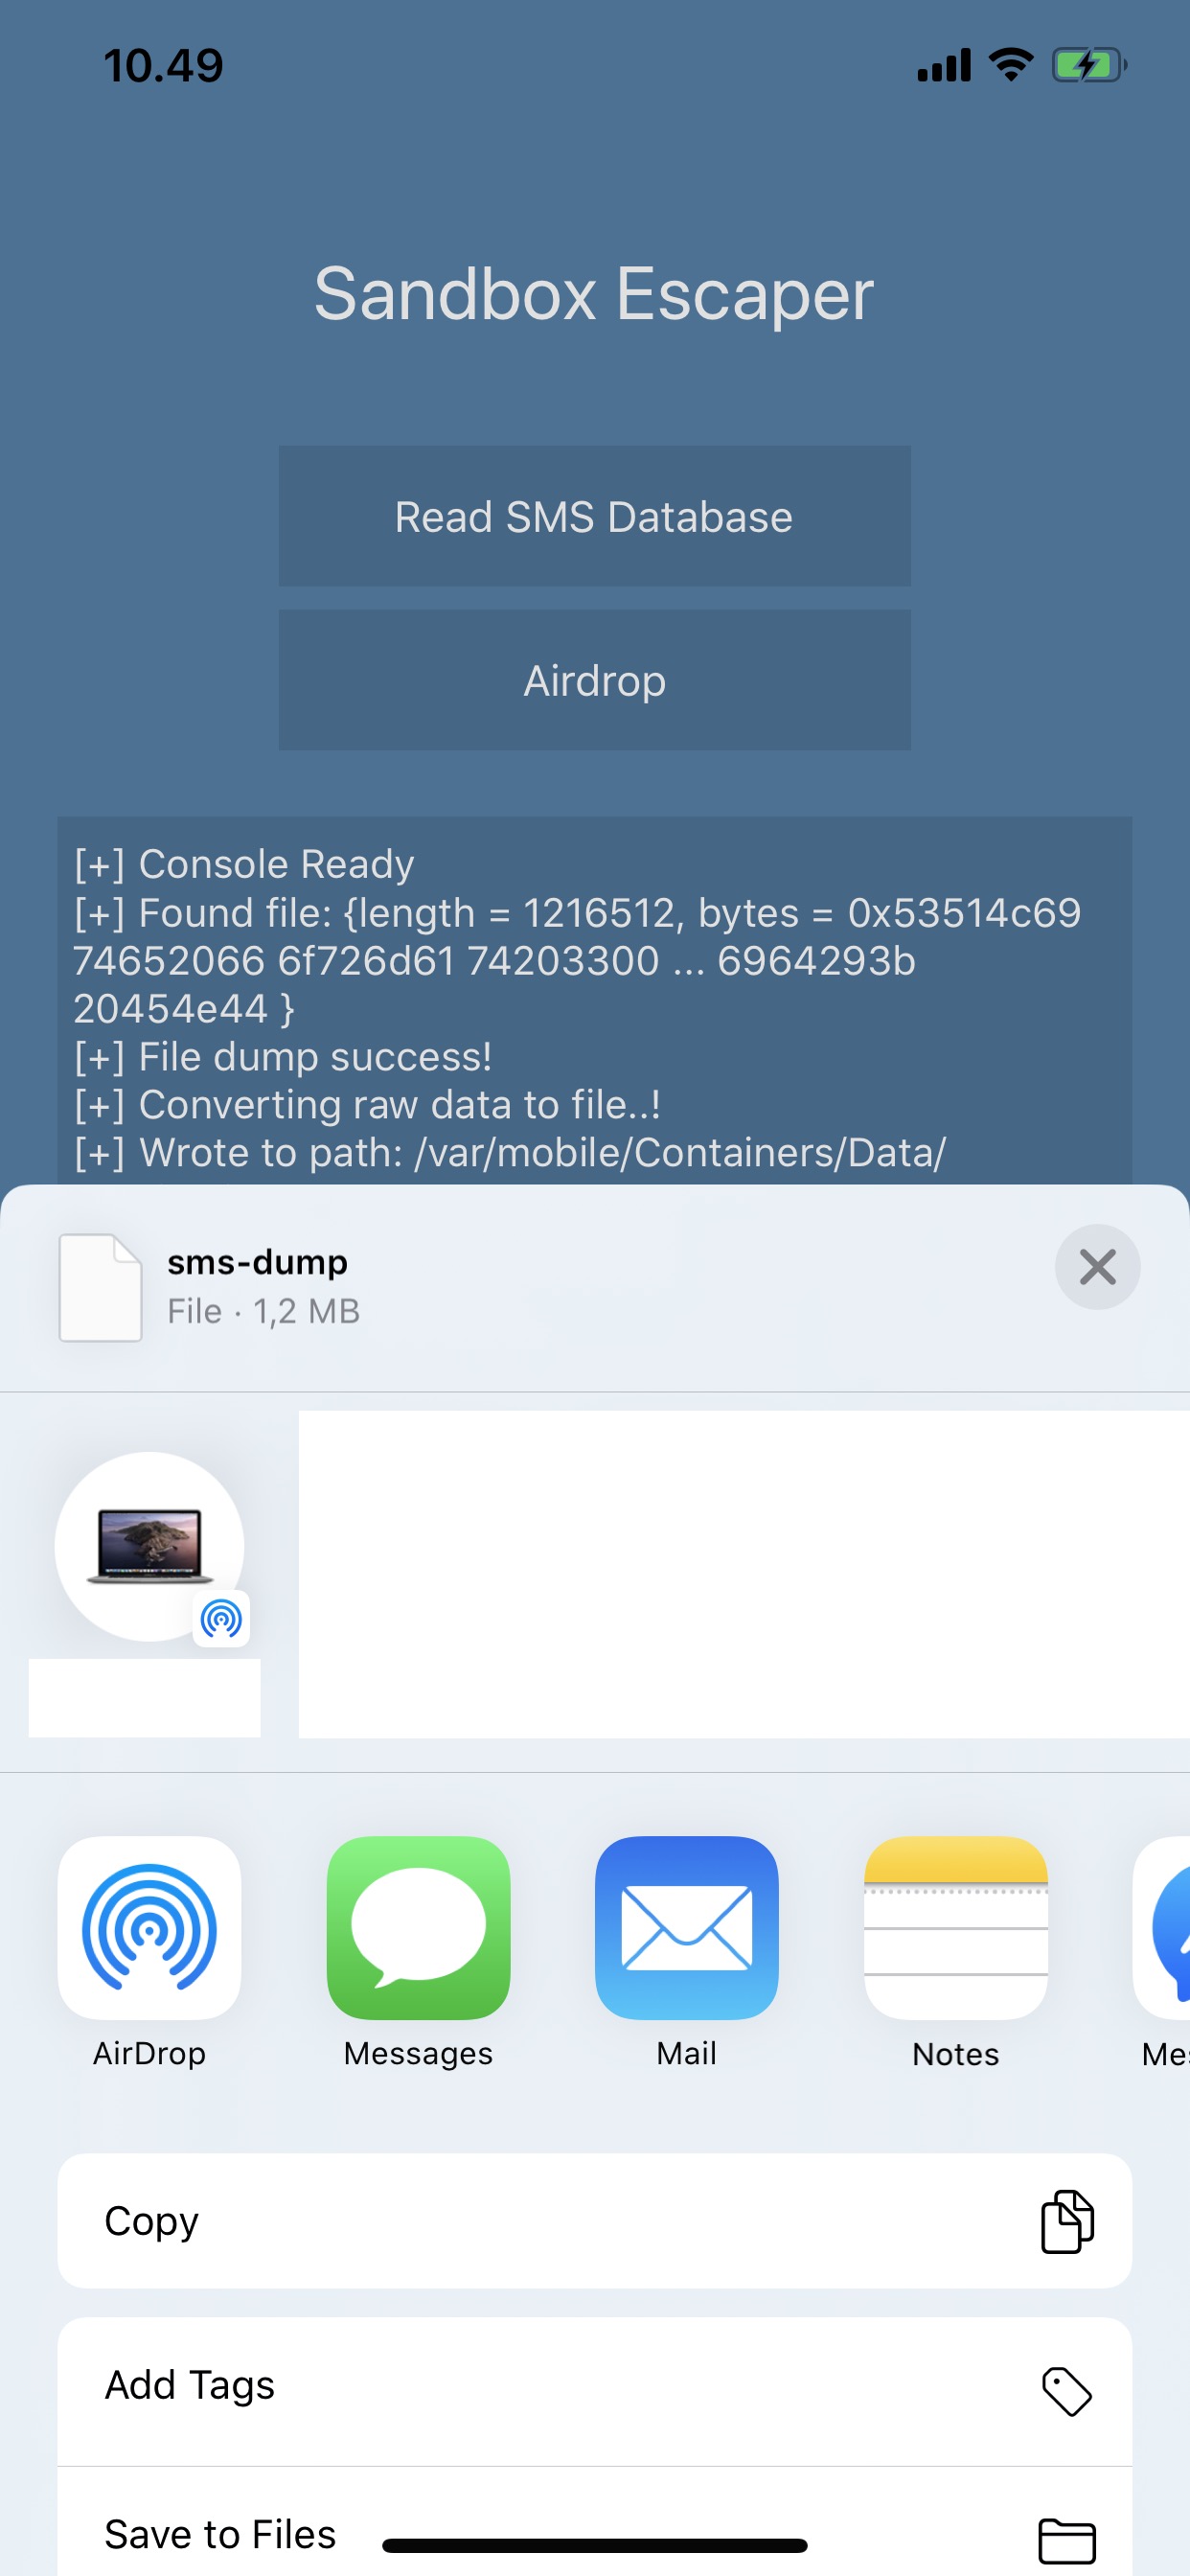 10.49
Sandbox Escaper
Read SMS Database
Airdrop
[+] Console Ready
[+] Found file: {length = 1216512, bytes = 0x53514c69
74652066 6f726d61 74203300 ... 6964293b
20454e44 }
[+] File dump success!
[+] Converting raw data to file..!
[+] Wrote to path: /var/mobile/Containers/Data/
sms-dump
File · 1,2 MB
AirDrop
Messages
Mail
Notes
Mes
Copy
Add Tags
Save to Files